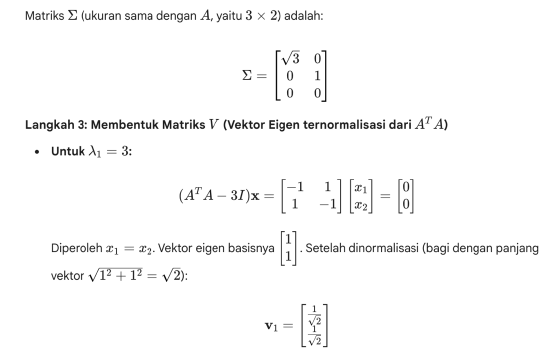 Matriks $\Sigma$ (ukuran sama dengan $A$, yaitu $3 \times 2$) adalah:
$$\Sigma = \begin{bmatrix} \sqrt{3} & 0 \\ 0 & 1 \\ 0 & 0 \end{bmatrix}$$
Langkah 3: Membentuk Matriks $V$ (Vektor Eigen ternormalisasi dari $A^T A$)
• Untuk $\lambda_1 = 3$:
$$(A^T A - 3I)\mathbf{x} = \begin{bmatrix} -1 & 1 \\ 1 & -1 \end{bmatrix} \begin{bmatrix} x_1 \\ x_2 \end{bmatrix} = \begin{bmatrix} 0 \\ 0 \end{bmatrix}$$
Diperoleh $x_1 = x_2$. Vektor eigen basisnya $\begin{bmatrix} 1 \\ 1 \end{bmatrix}$. Setelah dinormalisasi (bagi dengan panjang
vektor $\sqrt{1^2 + 1^2} = \sqrt{2}$):
$$\mathbf{v}_1 = \begin{bmatrix} \frac{1}{\sqrt{2}} \\ \frac{1}{\sqrt{2}} \end{bmatrix}$$